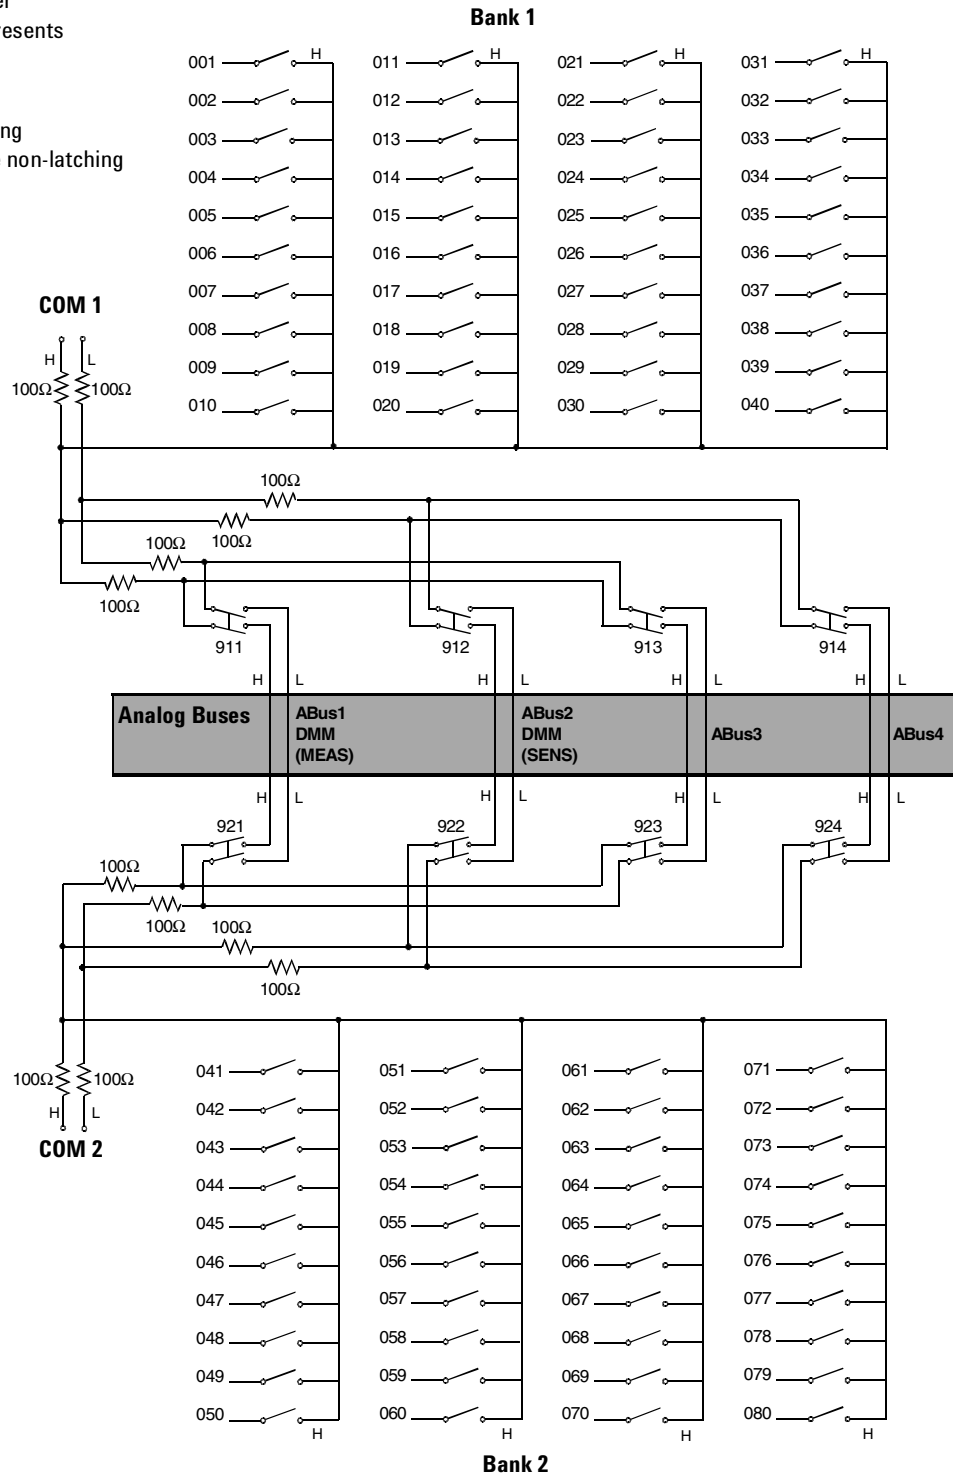 er
resents
ng
e non-latching
Bank 1
H H H H
001 011 021 031
002 012 022 032
003 013 023 033
004 014 024 034
005 015 025 035
006 016 026 036
007 017 027 037
008 018 028 038
009 019 029 039
010 020 030 040
COM 1
H L
100Ω 100Ω
100Ω
100Ω
100Ω
100Ω
911 912 913 914
H L H L H L H L
Analog Buses
ABus1
DMM
(MEAS)
ABus2
DMM
(SENS)
ABus3
ABus4
H L H L H L H L
921 922 923 924
100Ω
100Ω 100Ω
100Ω
100Ω 100Ω
H L
COM 2
041 051 061 071
042 052 062 072
043 053 063 073
044 054 064 074
045 055 065 075
046 056 066 076
047 057 067 077
048 058 068 078
049 059 069 079
050 060 070 080
H H H H
Bank 2